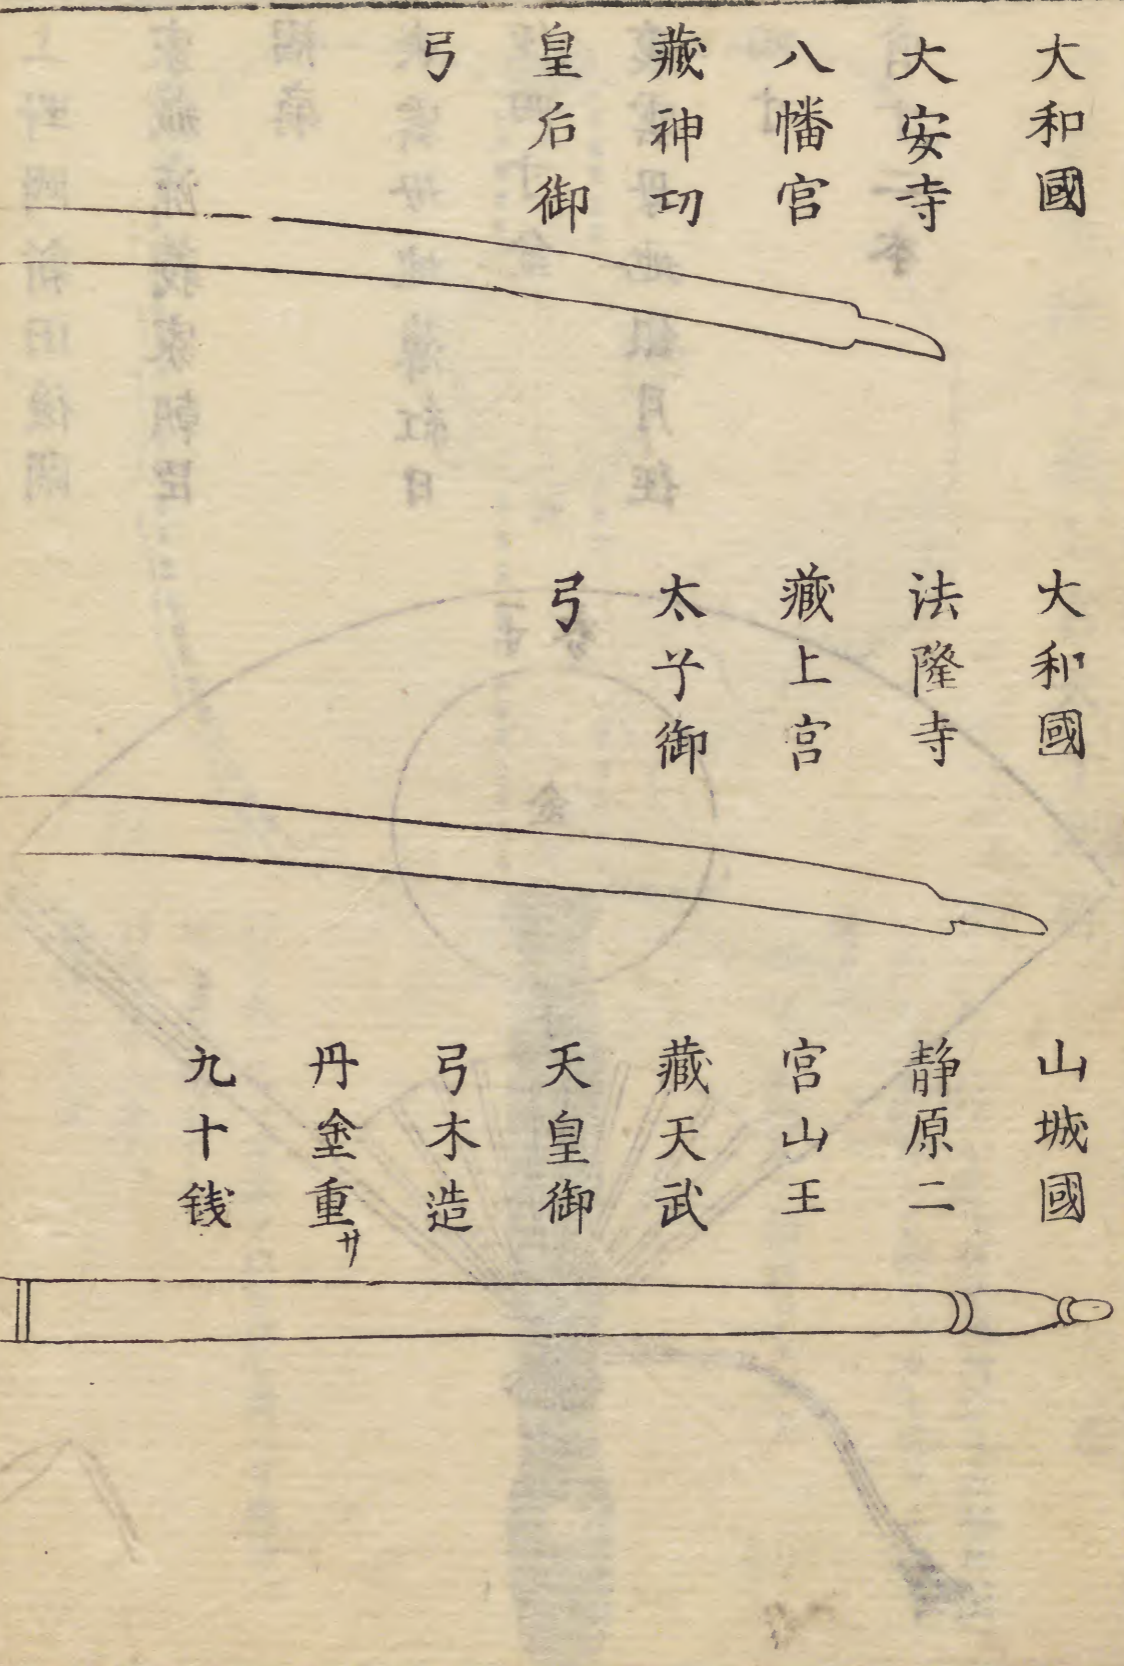 大和國
大安寺
八幡宮
藏神功
皇后御
弓
大和國
法隆寺
藏上宮
太子御
弓
山城國
静原二
宮山王
藏天武
天皇御
弓木造
丹金重サ
九十銭